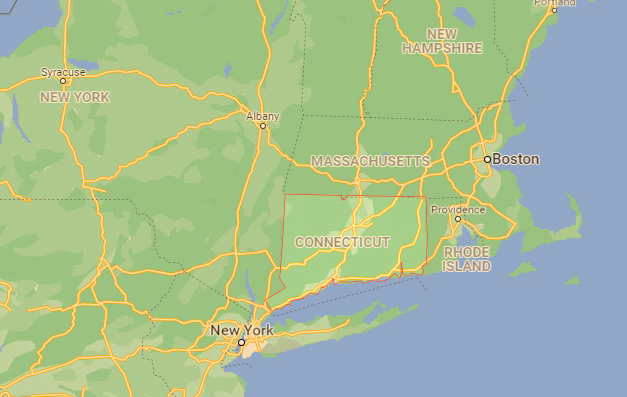 Portland
NEW
HAMPSHIRE
Syracuse
NEW YORK
Albany
MASSACHUSETTS
Boston
Providence
CONNECTICUT
RHODE
ISLAND
New York